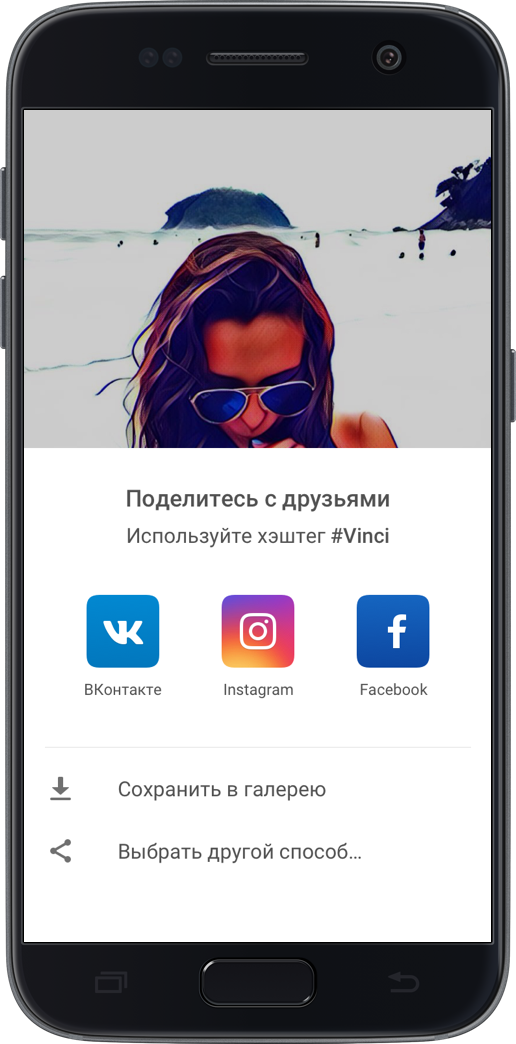 Поделитесь с друзьями
Используйте хэштег #Vinci
ВКонтакте
Instagram
Facebook
Сохранить в галерею
Выбрать другой способ...